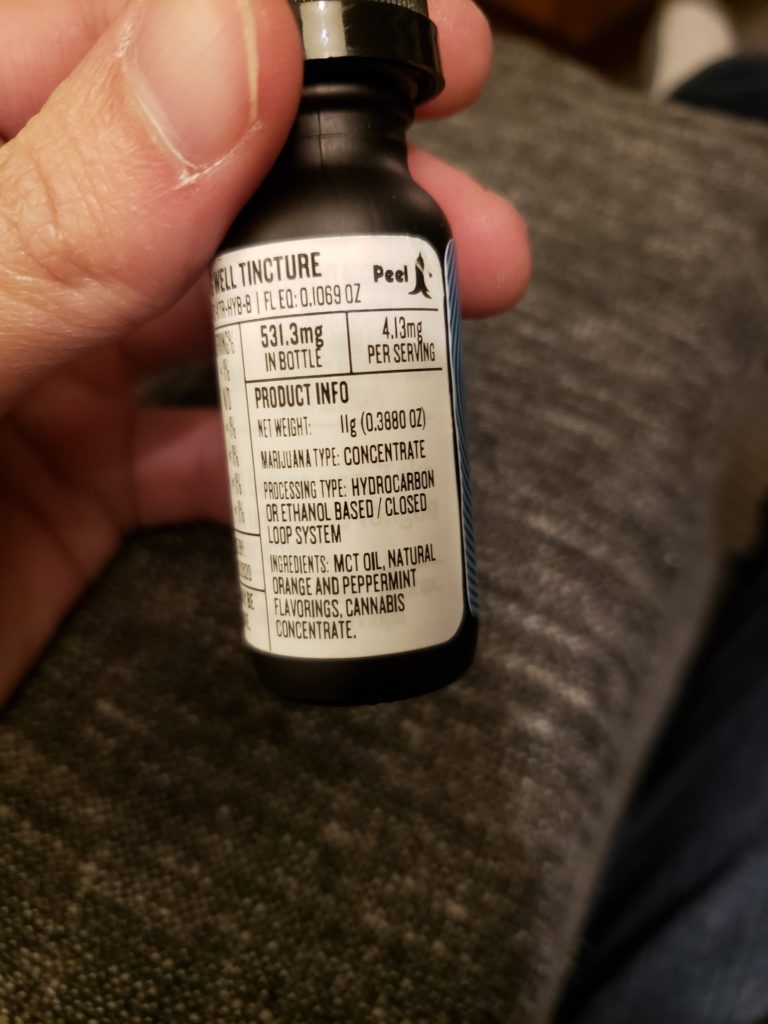 WELL TINCTURE
Peel
HYB-B | FL EQ: 0.1069 OZ
531.3mg
IN BOTTLE
4.13mg
PER SERVING
PRODUCT INFO
NET WEIGHT: 11g (0.3880 OZ)
MARIJUANA TYPE: CONCENTRATE
PROCESSING TYPE: HYDROCARBON
OR ETHANOL BASED / CLOSED
LOOP SYSTEM
INGREDIENTS: MCT OIL, NATURAL
ORANGE AND PEPPERMINT
FLAVORINGS, CANNABIS
CONCENTRATE.